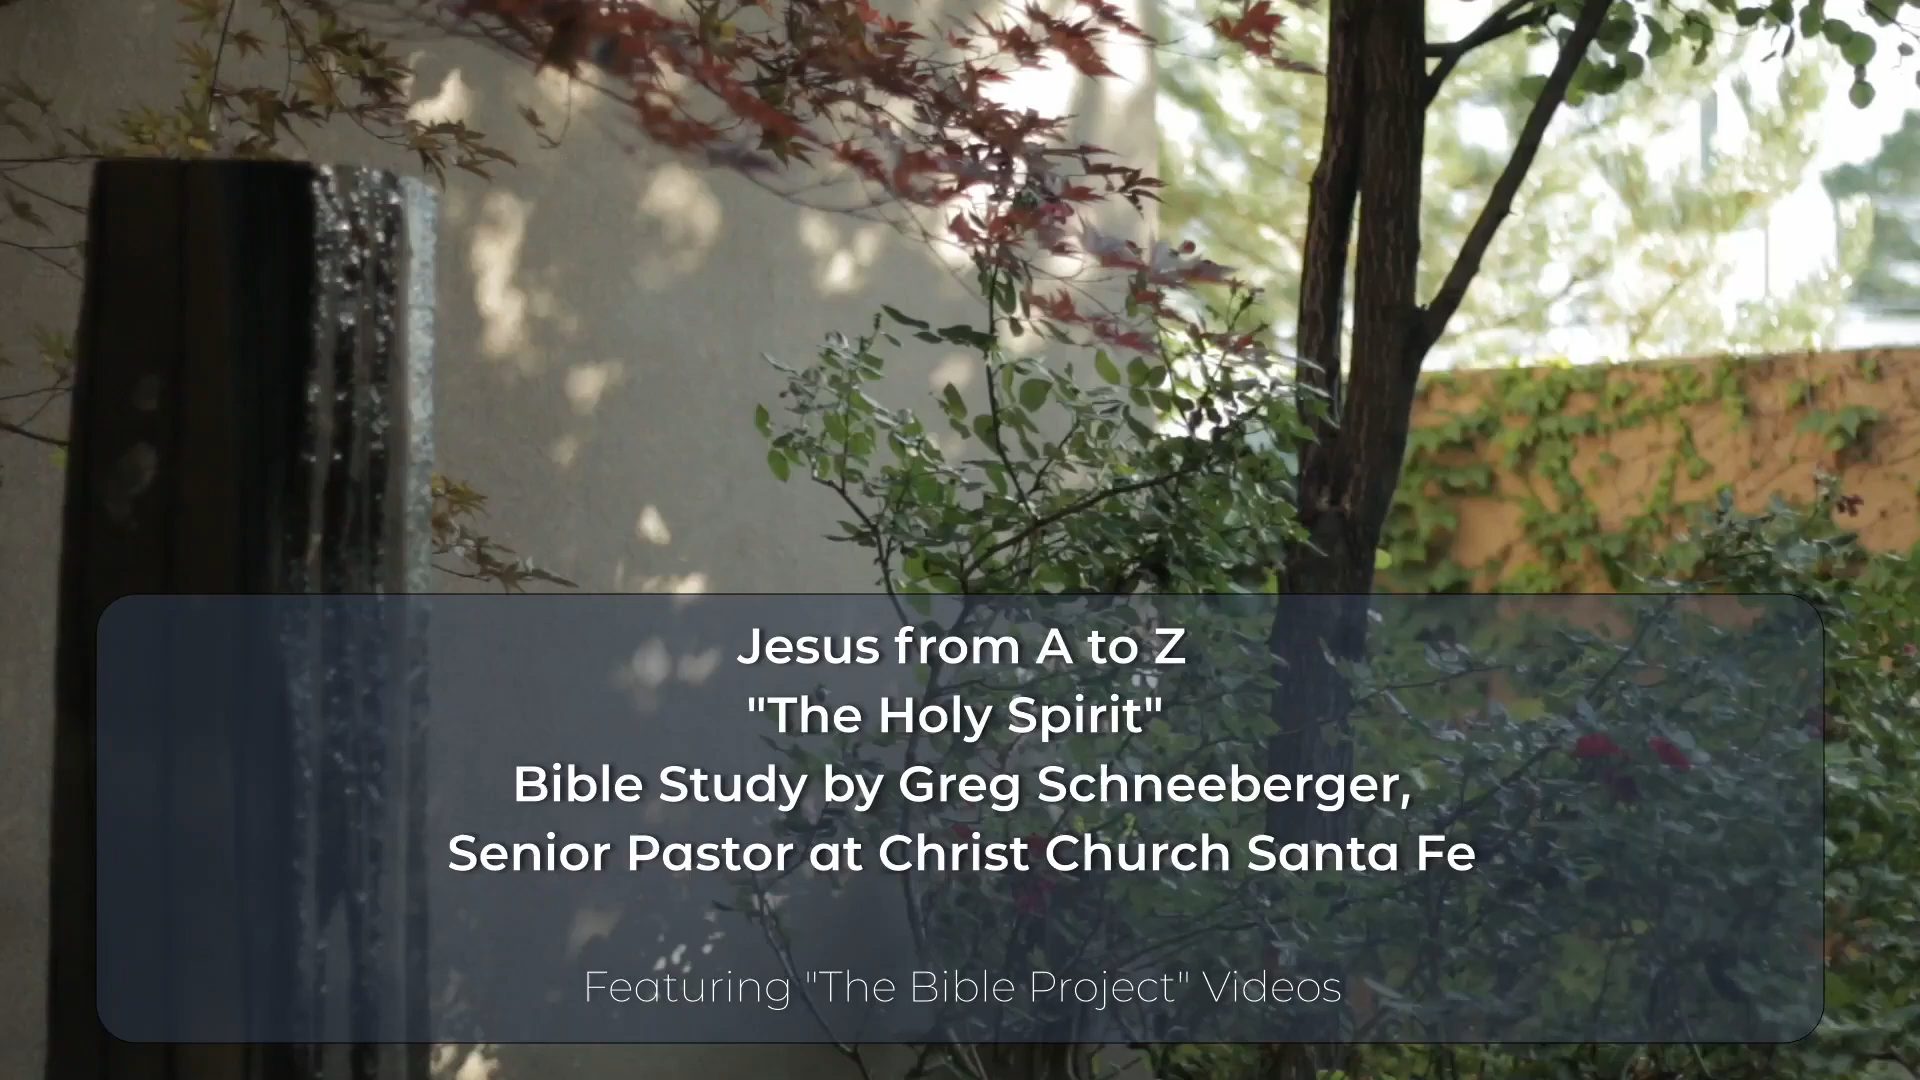 Jesus from A to Z
"The Holy Spirit"
Bible Study by Greg Schneeberger,
Senior Pastor at Christ Church Santa Fe
Featuring "The Bible Project" Videos